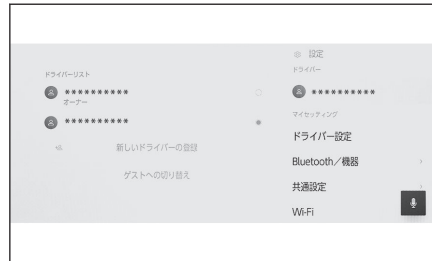 ドライバーリスト
**********
オーナー
**********
新しいドライバーの登録
ゲストへの切り替え
設定
ドライバー
**********
マイセッティング
ドライバー設定
Bluetooth／機器
共通設定
Wi-Fi